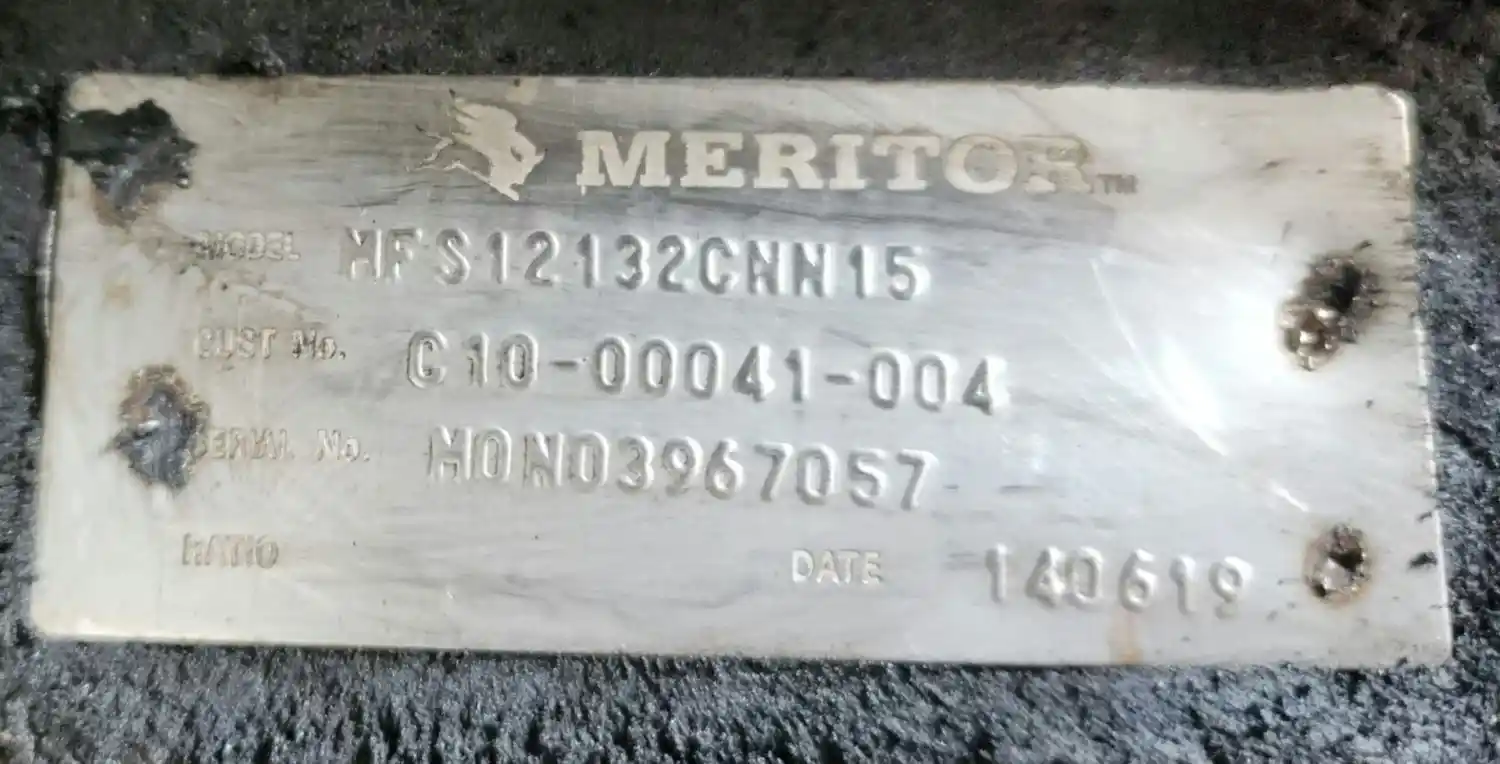 MERITOR™
MODEL MFS12132CNN15
CUST No. C10-00041-004
SERIAL No. MON03967057
RATIO
DATE 140619